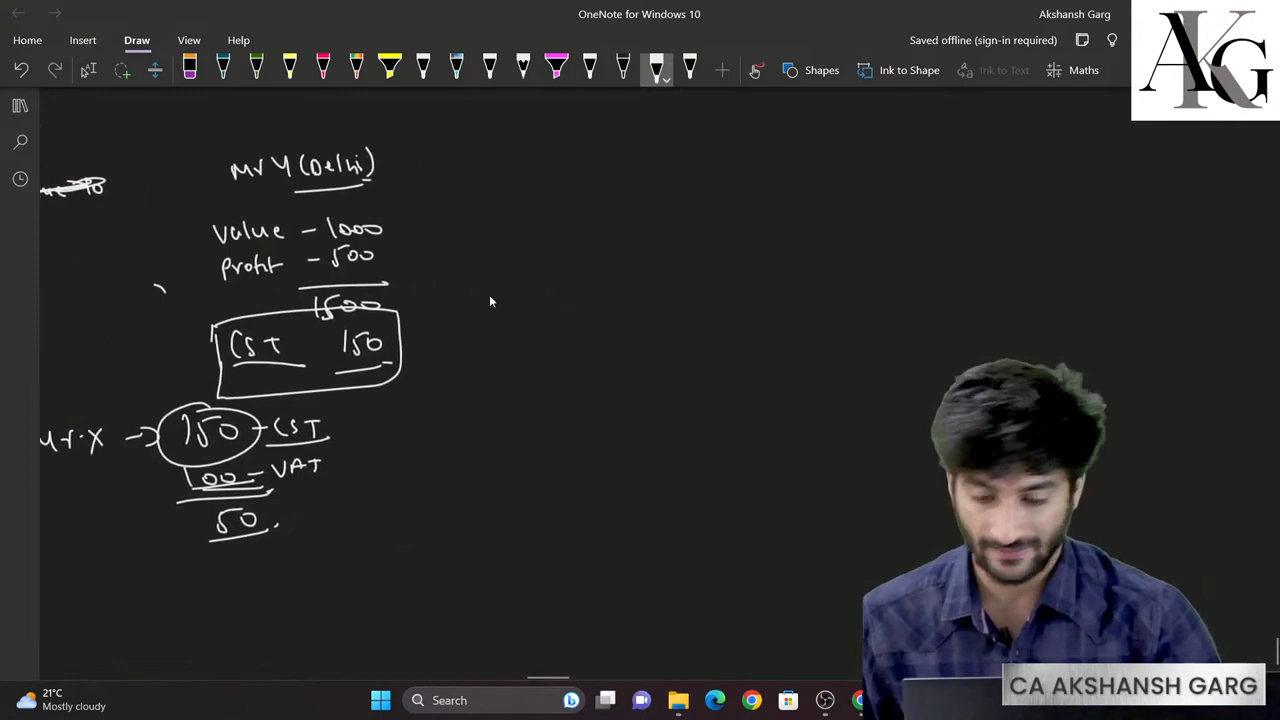 OneNote for Windows 10
Akshansh Garg
Home Insert Draw View Help
Saved offline (sign-in required)
Shapes Ink to Shape Ink to Text Maths
AKG
Mr Y (Delhi)
Value - 1000
Profit - 500
1500
CST 150
Mr. X → 150 - CST
100 = VAT
50
CA AKSHANSH GARG
21°C
Mostly cloudy
Search